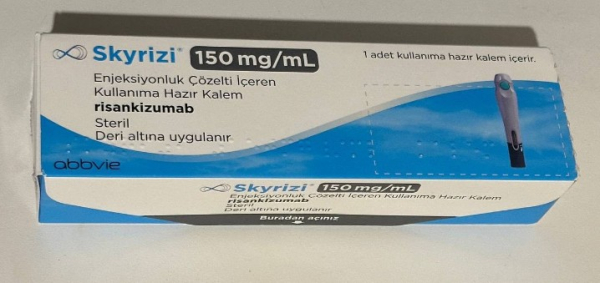 Skyrizi® 150 mg/mL
1 adet kullanıma hazır kalem içerir.
Enjeksiyonluk Çözelti İçeren
Kullanıma Hazır Kalem
risankizumab
Steril
Deri altına uygulanır
abbvie
Skyrizi® 150 mg/mL
Enjeksiyonluk Çözelti İçeren Kullanıma Hazır Kalem
risankizumab
Steril
Deri altına uygulanır
Buradan açınız